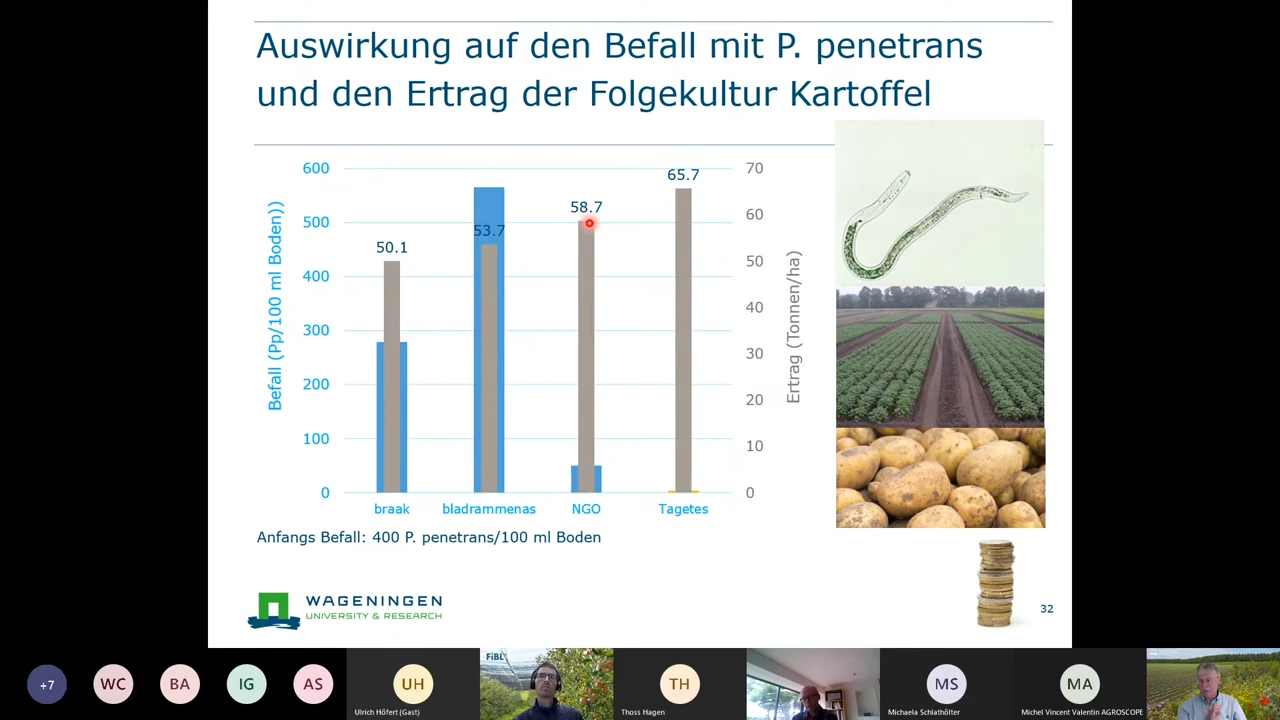 Auswirkung auf den Befall mit P. penetrans
und den Ertrag der Folgekultur Kartoffel
Befall (Pp/100 ml Boden))
600
500
400
300
200
100
0
50.1
53.7
58.7
65.7
70
60
50
40
30
20
10
0
Ertrag (Tonnen/ha)
braak
bladrammenas
NGO
Tagetes
Anfangs Befall: 400 P. penetrans/100 ml Boden
WAGENINGEN
UNIVERSITY & RESEARCH
32
+7
WC
BA
IG
AS
UH
Ulrich Höfert (Gast)
FiBL
TH
Thoss Hagen
MS
Michaela Schlathölter
MA
Michel Vincent Valentin AGROSCOPE